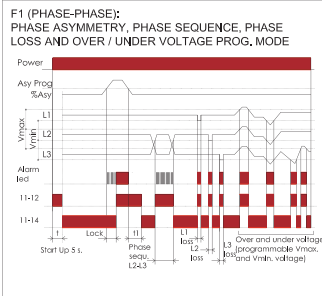 F1 (PHASE-PHASE):
PHASE ASYMMETRY, PHASE SEQUENCE, PHASE
LOSS AND OVER / UNDER VOLTAGE PROG. MODE
Power
Asy Prog
%Asy
Vmax
Vmin
L1
L2
L3
Alarm
led
11-12
11-14
t
Lock
t1
L1
loss
L3
loss
Start Up 5 s.
Phase
sequ.
L2-L3
L2
loss
Over and under voltage
(programmable Vmax.
and Vmin. voltage)